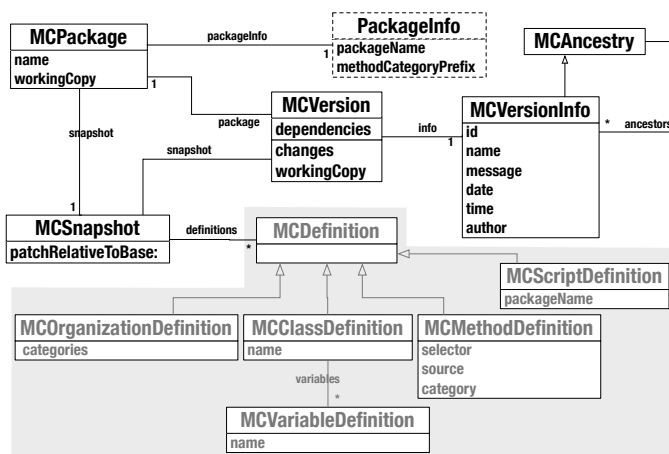 MCPackage
name
workingCopy
packageInfo
1
PackageInfo
packageName
methodCategoryPrefix
MCAncestry
1
package
MCVersion
dependencies
changes
workingCopy
info
1
MCVersionInfo
id
name
message
date
time
author
*
ancestors
snapshot
1
snapshot
MCSnapshot
patchRelativeToBase:
definitions
*
MCDefinition
MCScriptDefinition
packageName
MCOrganizationDefinition
categories
MCClassDefinition
name
MCMethodDefinition
selector
source
category
variables
*
MCVariableDefinition
name